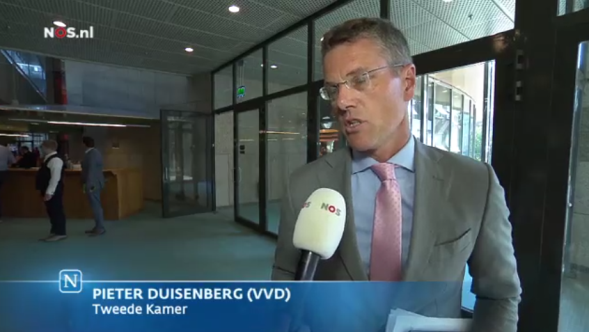 NOS.nl
NOS
N
PIETER DUISENBERG (VVD)
Tweede Kamer